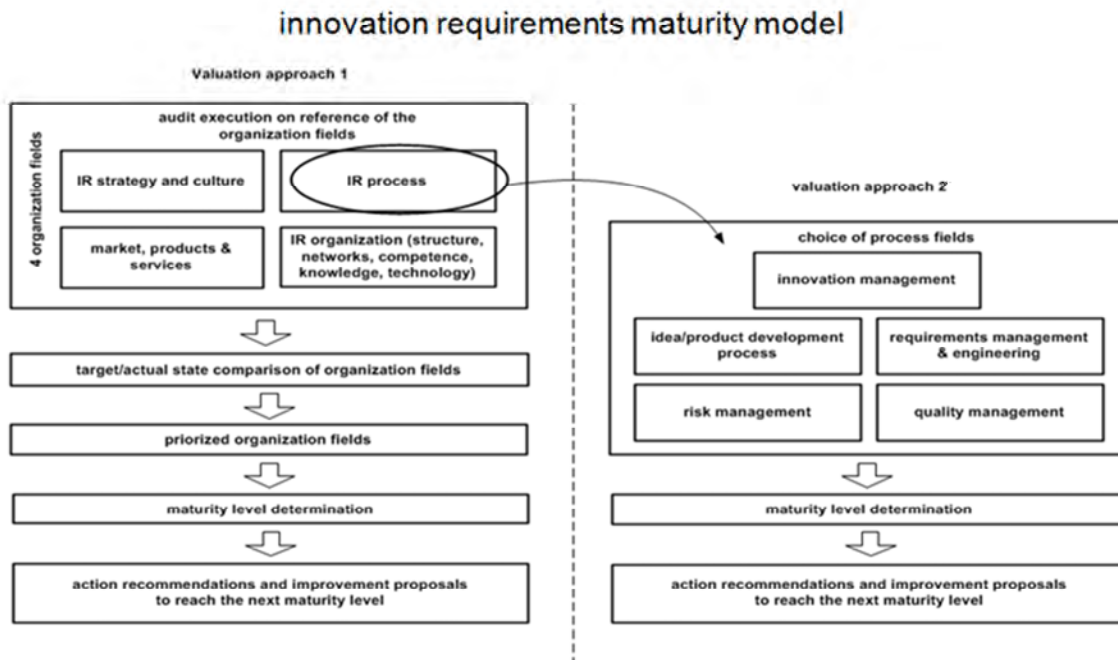 innovation requirements maturity model
Valuation approach 1
4 organization fields
audit execution on reference of the
organization fields
IR strategy and culture
IR process
market, products &
services
IR organization (structure,
networks, competence,
knowledge, technology)
target/actual state comparison of organization fields
priorized organization fields
maturity level determination
action recommendations and improvement proposals
to reach the next maturity level
valuation approach 2
choice of process fields
innovation management
idea/product development
process
requirements management
& engineering
risk management
quality management
maturity level determination
action recommendations and improvement proposals
to reach the next maturity level